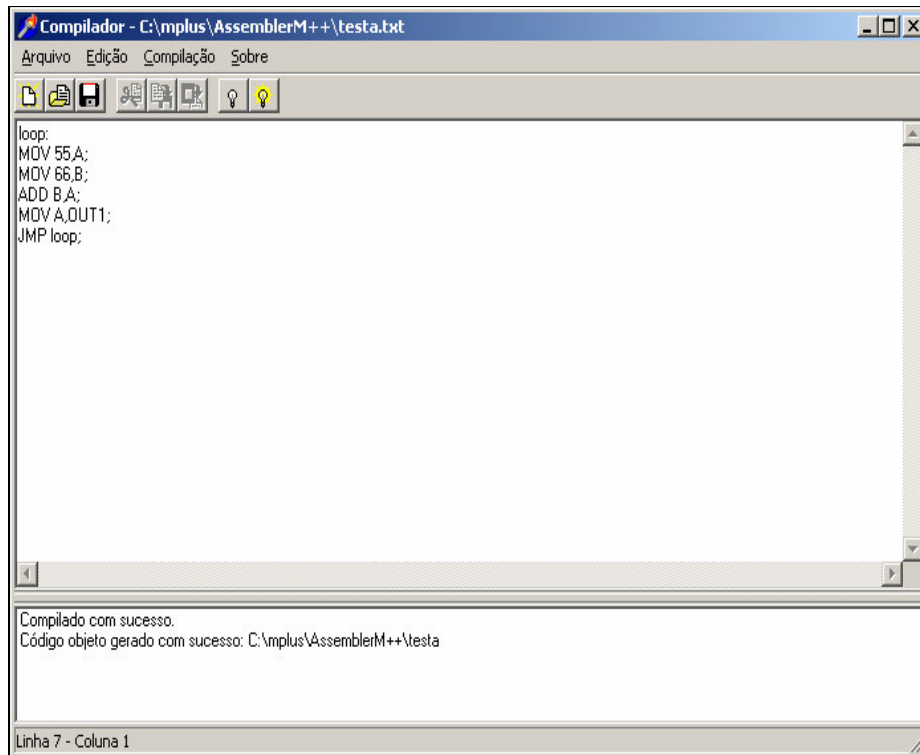 Compilador - C:\mplus\AssemblerM++\testa.txt
Arquivo Edição Compilação Sobre
loop:
MOV 55,A;
MOV 66,B;
ADD B,A;
MOV A,OUT1;
JMP loop;
Compilado com sucesso.
Código objeto gerado com sucesso: C:\mplus\AssemblerM++\testa
Linha 7 - Coluna 1